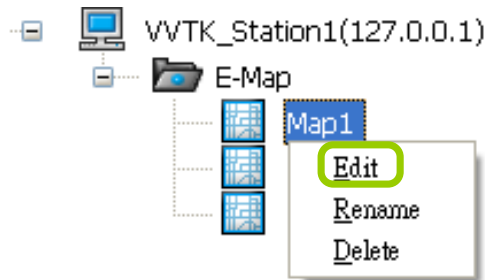 VVTK_Station1(127.0.0.1)
E-Map
Map1
Edit
Rename
Delete